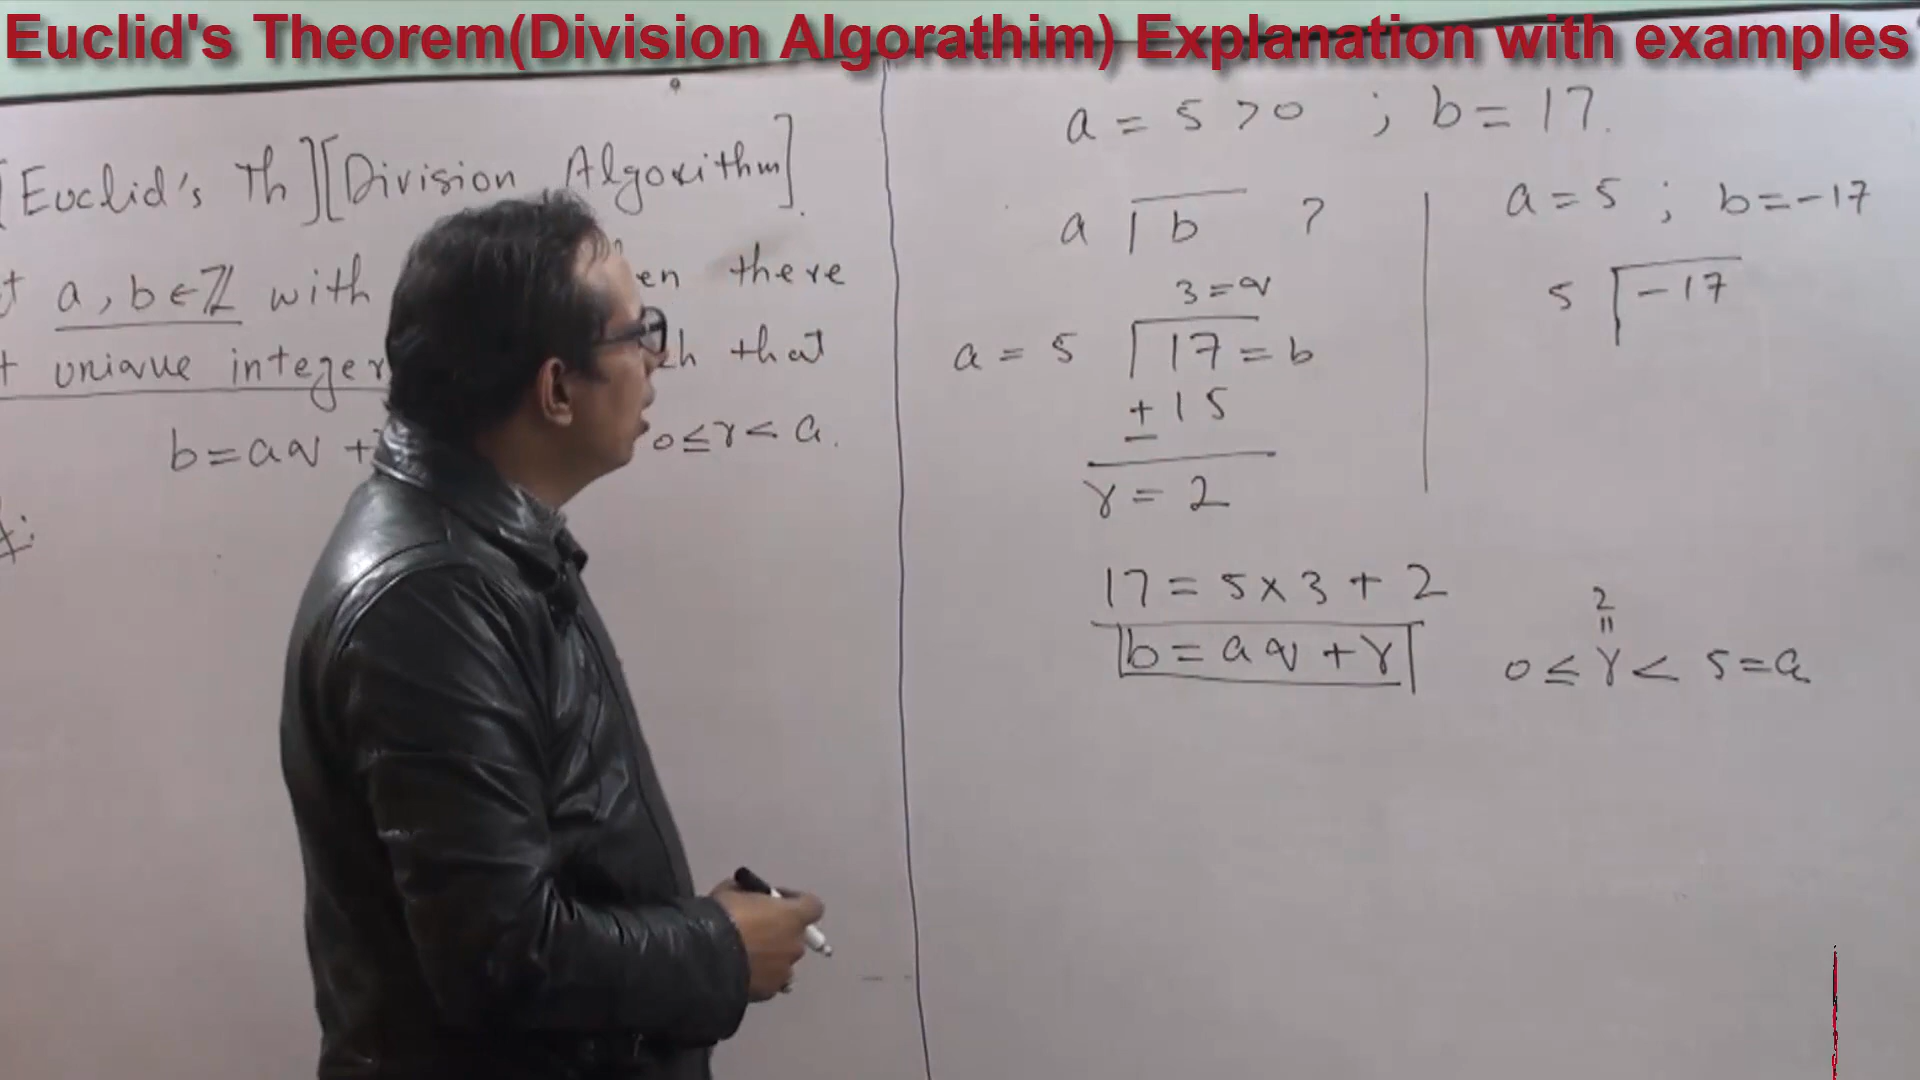 Euclid's Theorem(Division Algorathim) Explanation with examples
[Euclid's Th][Division Algorithm].
a, b ∈ ℤ with there
unique integer that
b = aq + 0 ≤ r < a.
a = 5 > 0 ; b = 17.
a b ?
3 = q
a = 5 17 = b
± 15
r = 2
17 = 5 × 3 + 2
b = aq + r
a = 5 ; b = -17
5 -17
2
=
0 ≤ r < 5 = a